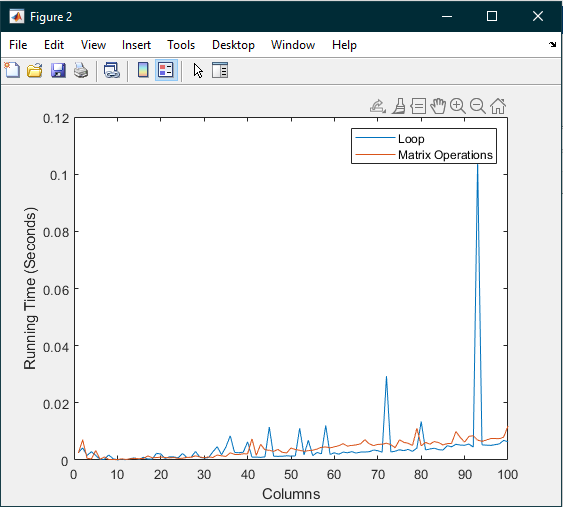 Figure 2
File Edit View Insert Tools Desktop Window Help
0.12
0.1
0.08
0.06
0.04
0.02
0
Running Time (Seconds)
Loop
Matrix Operations
0 10 20 30 40 50 60 70 80 90 100
Columns